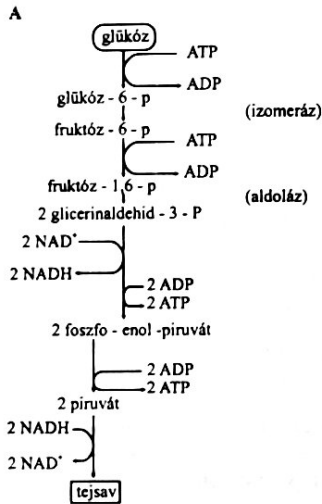 A
glükóz
ATP
ADP
glükóz - 6 - p
(izomeráz)
fruktóz - 6 - p
ATP
ADP
fruktóz - 1,6 - p
(aldoláz)
2 glicerinaldehid - 3 - P
2 NAD⁺
2 NADH
2 ADP
2 ATP
2 foszfo - enol - piruvát
2 ADP
2 ATP
2 piruvát
2 NADH
2 NAD⁺
tejsav